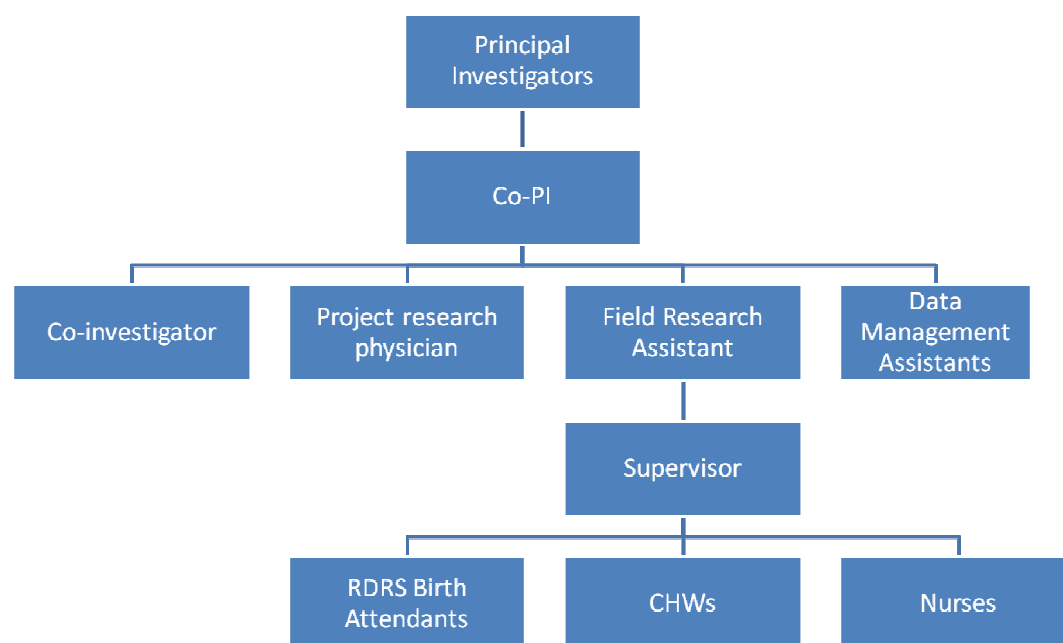 Principal
Investigators
Co-PI
Co-investigator
Project research
physician
Field Research
Assistant
Data
Management
Assistants
Supervisor
RDRS Birth
Attendants
CHWs
Nurses